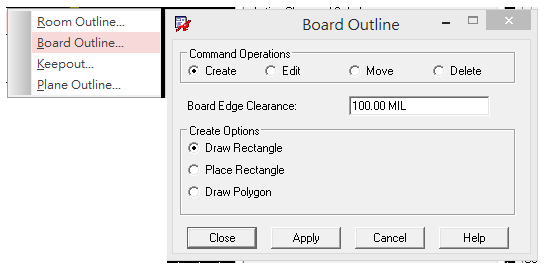 Room Outline...
Board Outline...
Keepout...
Plane Outline...
Board Outline
Command Operations
Create Edit Move Delete
Board Edge Clearance: 100.00 MIL
Create Options
Draw Rectangle
Place Rectangle
Draw Polygon
Close Apply Cancel Help